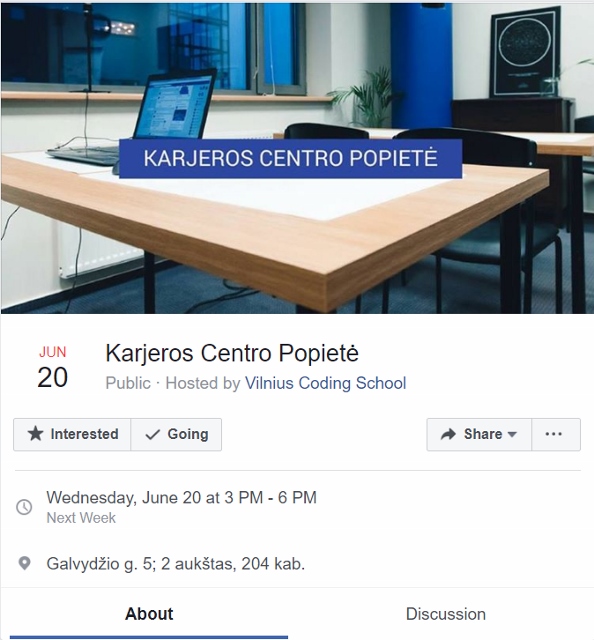 KARJEROS CENTRO POPIETĖ
JUN
20
Karjeros Centro Popietė
Public · Hosted by Vilnius Coding School
Interested
Going
Share
Wednesday, June 20 at 3 PM - 6 PM
Next Week
Galvydžio g. 5; 2 aukštas, 204 kab.
About
Discussion